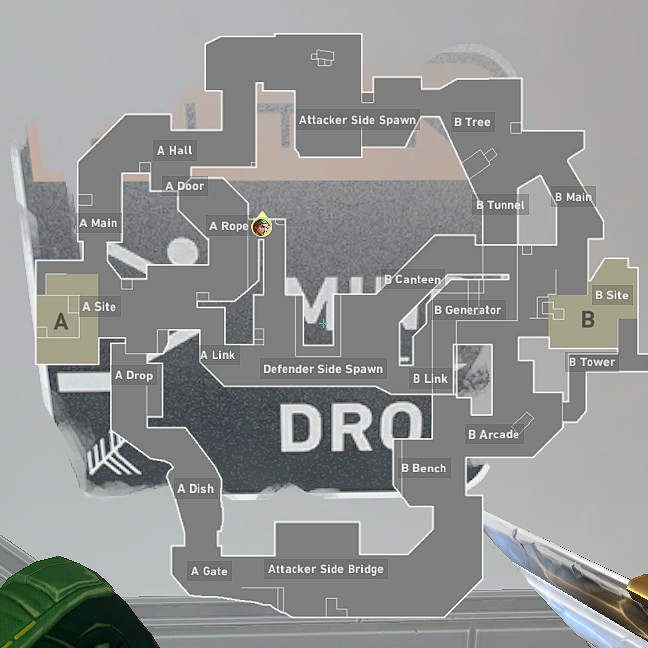 Attacker Side Spawn
B Tree
A Hall
A Door
B Main
B Tunnel
A Main
A Rope
B Canteen
B Site
A Site
B Generator
A
B
A Link
Defender Side Spawn
B Tower
A Drop
B Link
DRO
B Arcade
B Bench
A Dish
A Gate
Attacker Side Bridge